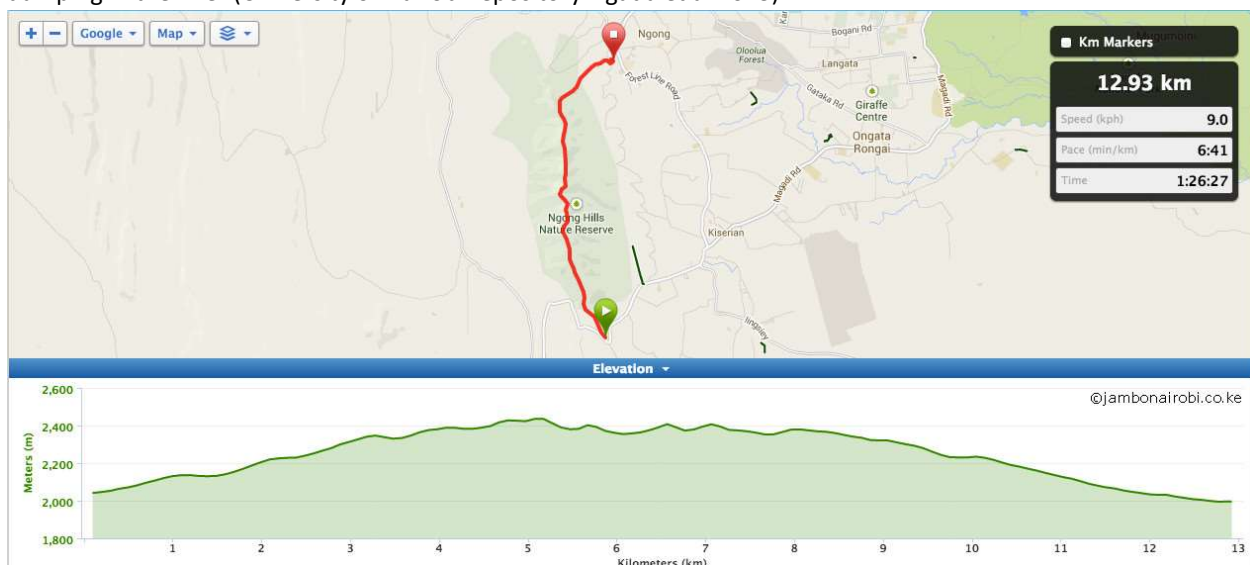 + − Google Map
Ngong
Bogani Rd
Oloolua
Forest
Langata
Forest Line Road
Gataka Rd
Giraffe
Centre
Magadi Rd
Ongata
Rongai
Magadi Rd
Ngong Hills
Nature Reserve
Kiserian
Km Markers
12.93 km
Speed (kph) 9.0
Pace (min/km) 6:41
Time 1:26:27
Elevation
©jambonairobi.co.ke
Meters (m)
2,600
2,400
2,200
2,000
1,800
1 2 3 4 5 6 7 8 9 10 11 12 13
Kilometers (km)